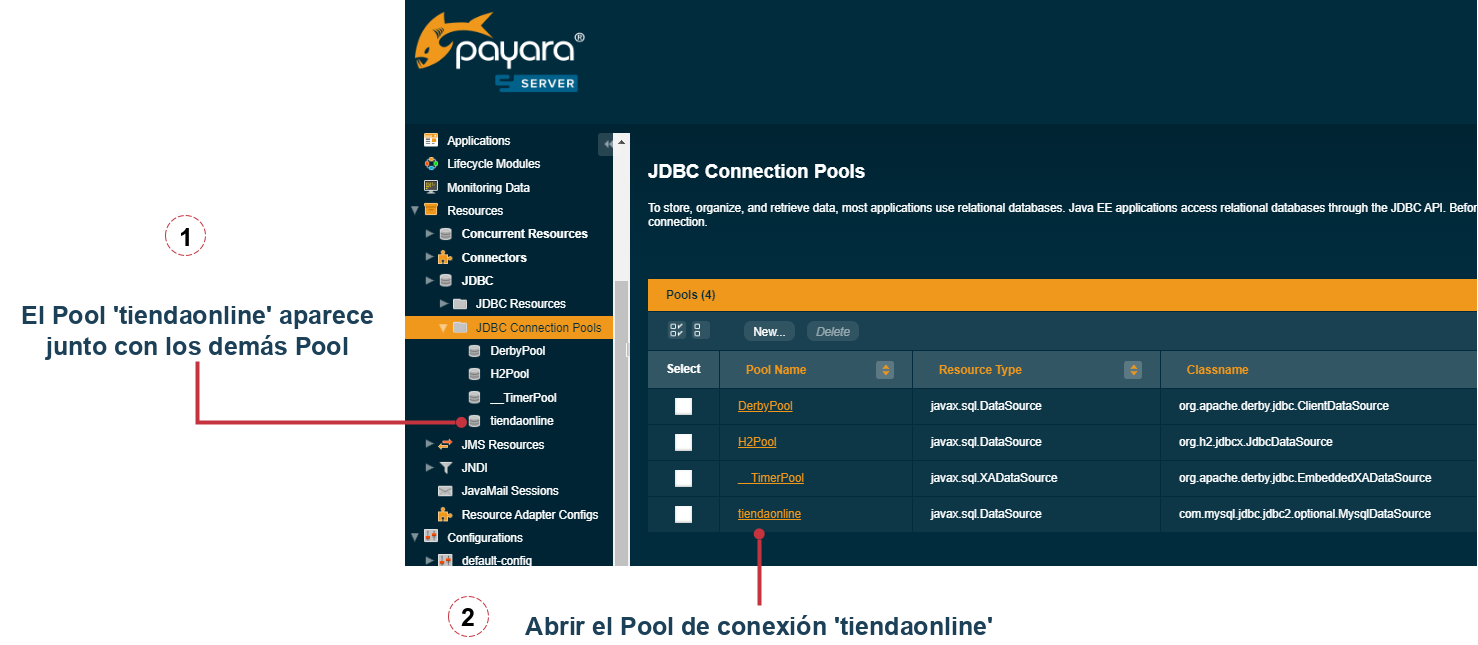 payara®
SERVER
Applications
Lifecycle Modules
Monitoring Data
Resources
Concurrent Resources
Connectors
JDBC
JDBC Resources
JDBC Connection Pools
DerbyPool
H2Pool
__TimerPool
tiendaonline
JMS Resources
JNDI
JavaMail Sessions
Resource Adapter Configs
Configurations
default-config
1
El Pool 'tiendaonline' aparece
junto con los demás Pool
JDBC Connection Pools
To store, organize, and retrieve data, most applications use relational databases. Java EE applications access relational databases through the JDBC API. Befor
connection.
Pools (4)
New... Delete
Select Pool Name Resource Type Classname
DerbyPool javax.sql.DataSource org.apache.derby.jdbc.ClientDataSource
H2Pool javax.sql.DataSource org.h2.jdbcx.JdbcDataSource
__TimerPool javax.sql.XADataSource org.apache.derby.jdbc.EmbeddedXADataSource
tiendaonline javax.sql.DataSource com.mysql.jdbc.jdbc2.optional.MysqlDataSource
2
Abrir el Pool de conexión 'tiendaonline'